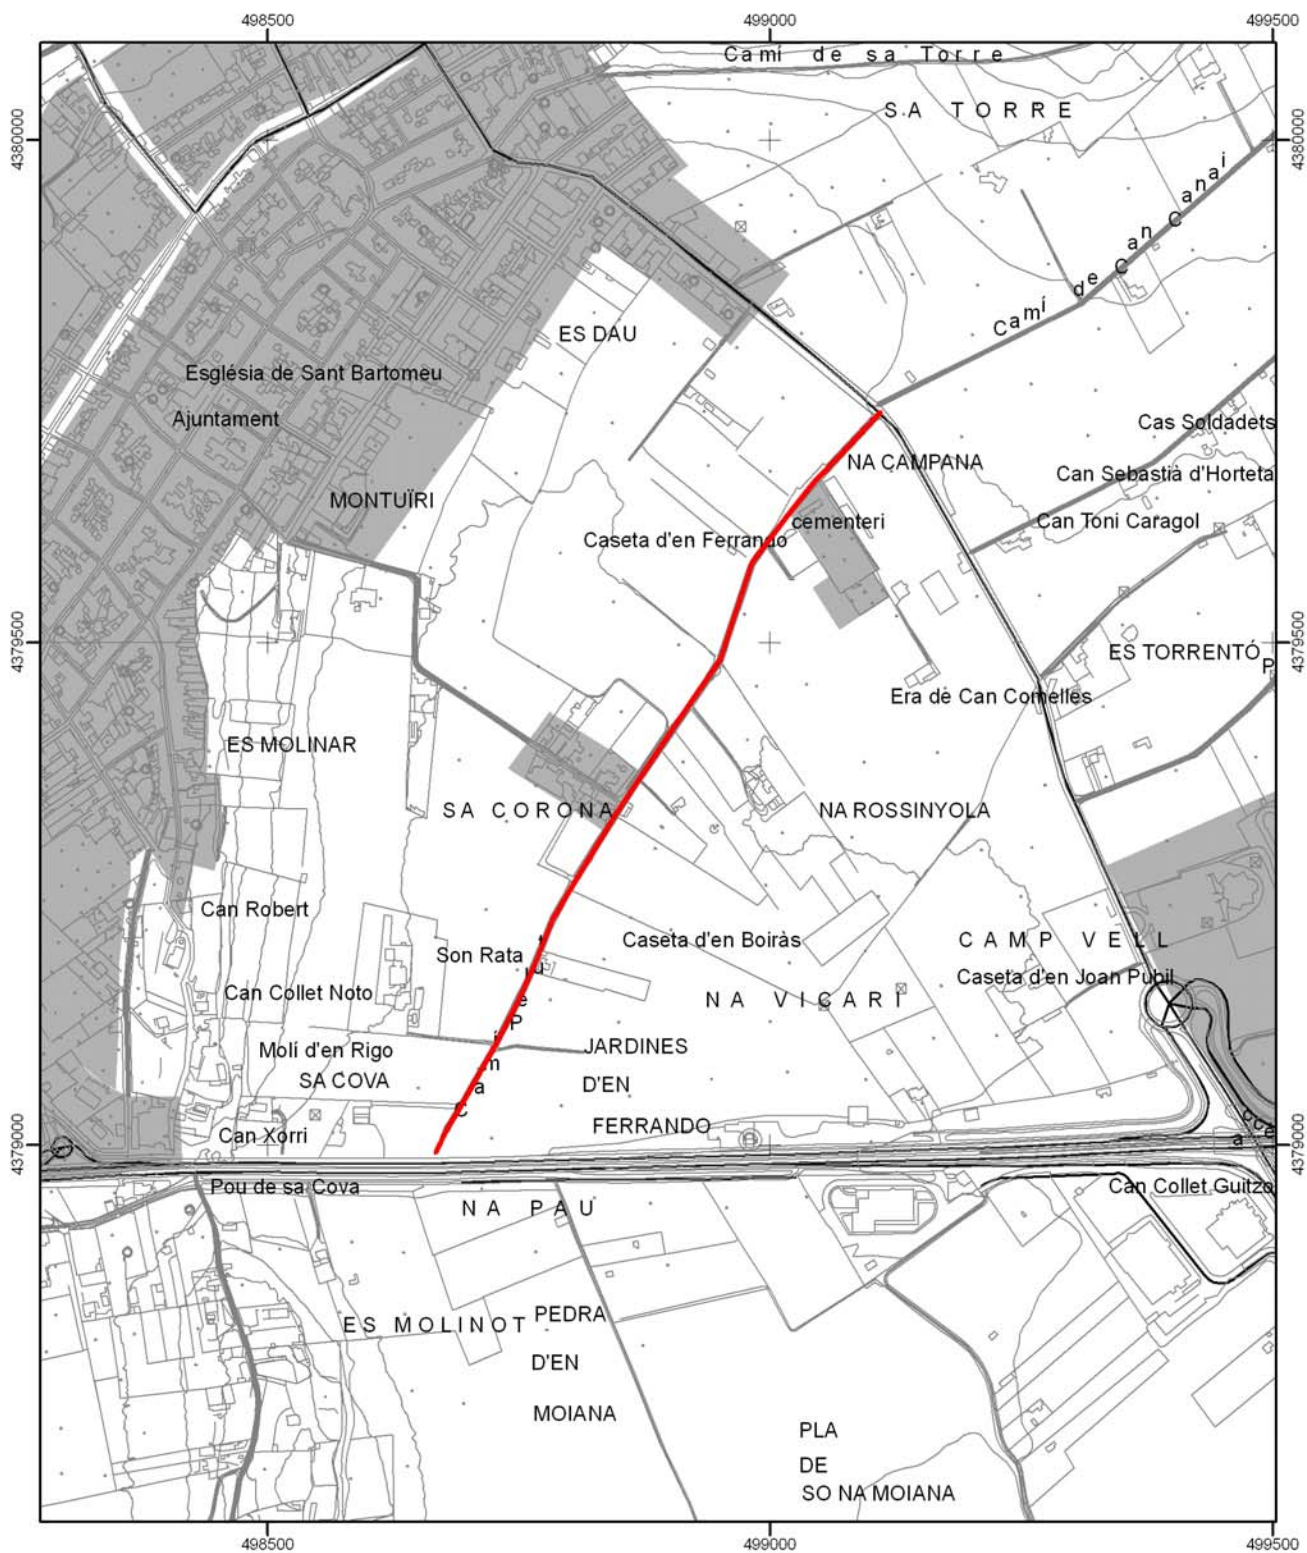 498500
499000
499500
4380000
4380000
Camí de sa Torre
SA TORRE
Camí de Can Canai
ES DAU
Església de Sant Bartomeu
Ajuntament
Cas Soldadets
NA CAMPANA
Can Sebastià d'Horteta
MONTUÏRI
cementeri
Can Toni Caragol
Caseta d'en Ferrando
4379500
4379500
ES TORRENTÓ
P
Era de Can Comelles
ES MOLINAR
SA CORONA
NA ROSSINYOLA
Can Robert
Caseta d'en Boiràs
CAMP VELL
Son Rata
Caseta d'en Joan Pubil
Can Collet Noto
NA VICARI
Camí Pelut
Molí d'en Rigo
JARDINES
SA COVA
D'EN
FERRANDO
Can Xorri
acce
4379000
4379000
Pou de sa Cova
Can Collet Guitzo
NA PAU
ES MOLINOT
PEDRA
D'EN
MOIANA
PLA
DE
SO NA MOIANA
498500
499000
499500